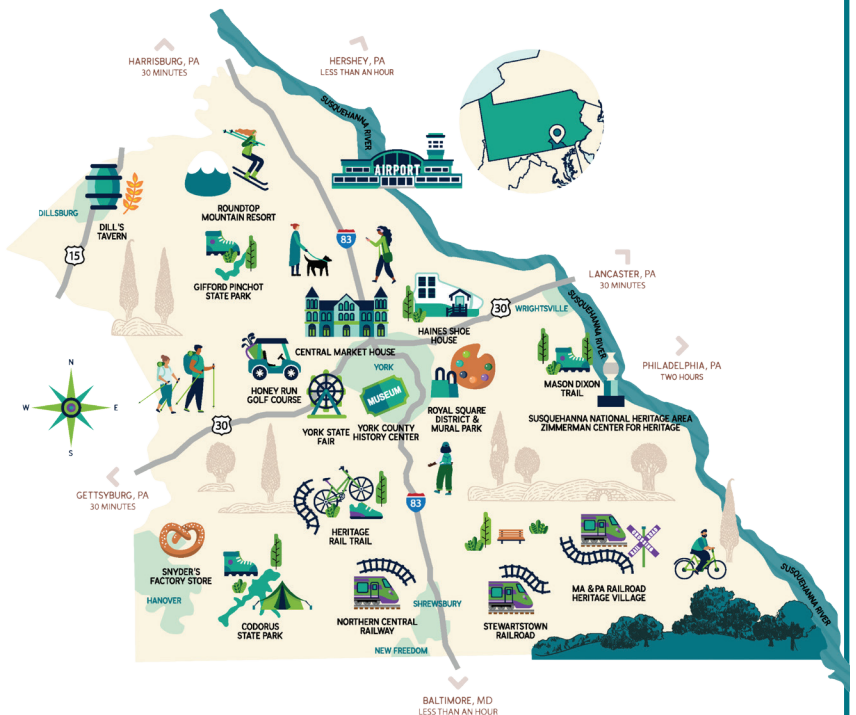 HARRISBURG, PA
30 MINUTES
HERSHEY, PA
LESS THAN AN HOUR
SUSQUEHANNA RIVER
AIRPORT
DILLSBURG
DILL'S
TAVERN
15
ROUNDTOP
MOUNTAIN RESORT
83
GIFFORD PINCHOT
STATE PARK
LANCASTER, PA
30 MINUTES
30
WRIGHTSVILLE
SUSQUEHANNA RIVER
HAINES SHOE
HOUSE
CENTRAL MARKET HOUSE
YORK
PHILADELPHIA, PA
TWO HOURS
N
W
E
S
HONEY RUN
GOLF COURSE
MUSEUM
MASON DIXON
TRAIL
30
YORK STATE
FAIR
YORK COUNTY
HISTORY CENTER
ROYAL SQUARE
DISTRICT &
MURAL PARK
SUSQUEHANNA NATIONAL HERITAGE AREA
ZIMMERMAN CENTER FOR HERITAGE
GETTSYBURG, PA
30 MINUTES
83
HERITAGE
RAIL TRAIL
SNYDER'S
FACTORY STORE
HANOVER
CODORUS
STATE PARK
NORTHERN CENTRAL
RAILWAY
SHREWSBURY
NEW FREEDOM
STEWARTSTOWN
RAILROAD
MA & PA RAILROAD
HERITAGE VILLAGE
SUSQUEHANNA RIVER
BALTIMORE, MD
LESS THAN AN HOUR